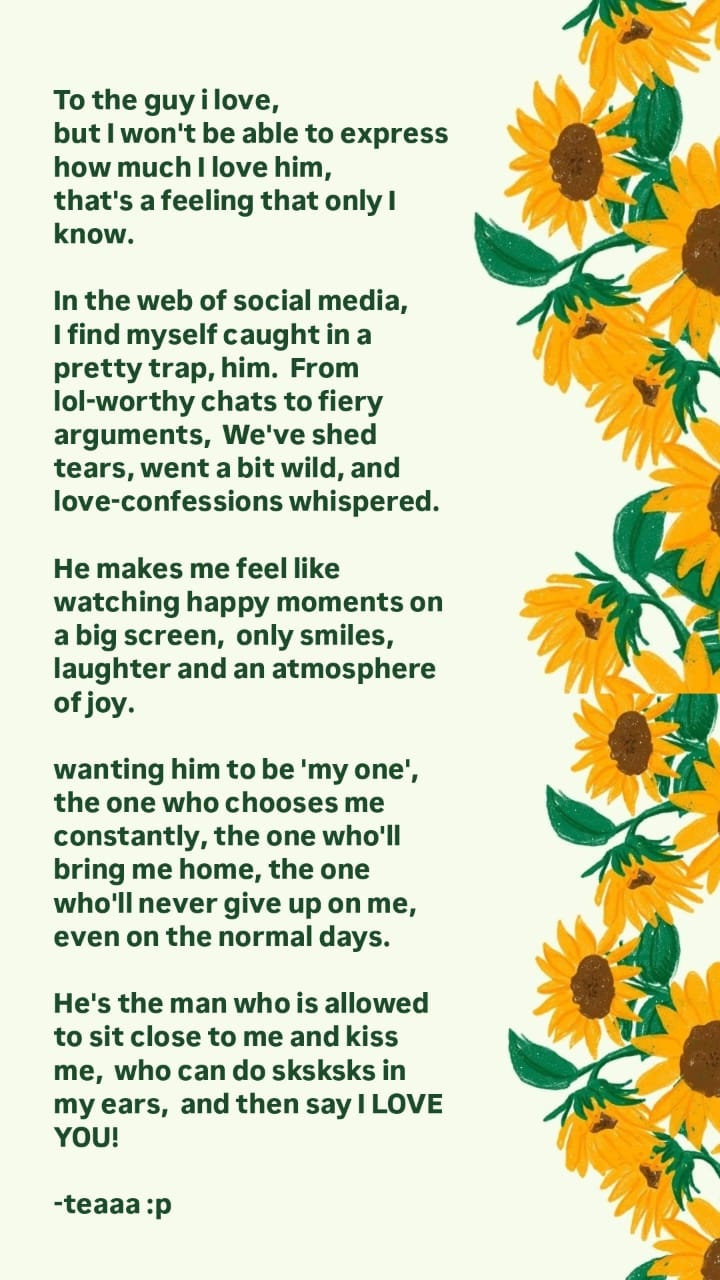 To the guy i love,
but I won't be able to express
how much I love him,
that's a feeling that only I
know.
In the web of social media,
I find myself caught in a
pretty trap, him.  From
lol-worthy chats to fiery
arguments,  We've shed
tears, went a bit wild, and
love-confessions whispered.
He makes me feel like
watching happy moments on
a big screen,  only smiles,
laughter and an atmosphere
of joy.
wanting him to be 'my one',
the one who chooses me
constantly, the one who'll
bring me home, the one
who'll never give up on me,
even on the normal days.
He's the man who is allowed
to sit close to me and kiss
me,  who can do sksksks in
my ears,  and then say I LOVE
YOU!
-teaaa :p